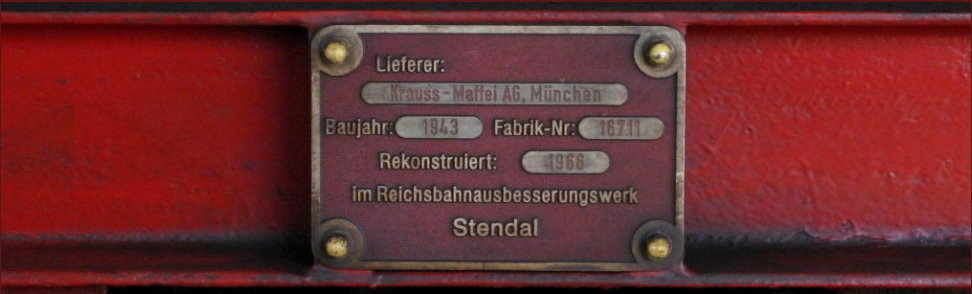 Lieferer:
Krauss-Maffei AG, München
Baujahr: 1943 Fabrik-Nr: 16711
Rekonstruiert: 1966
im Reichsbahnausbesserungswerk
Stendal